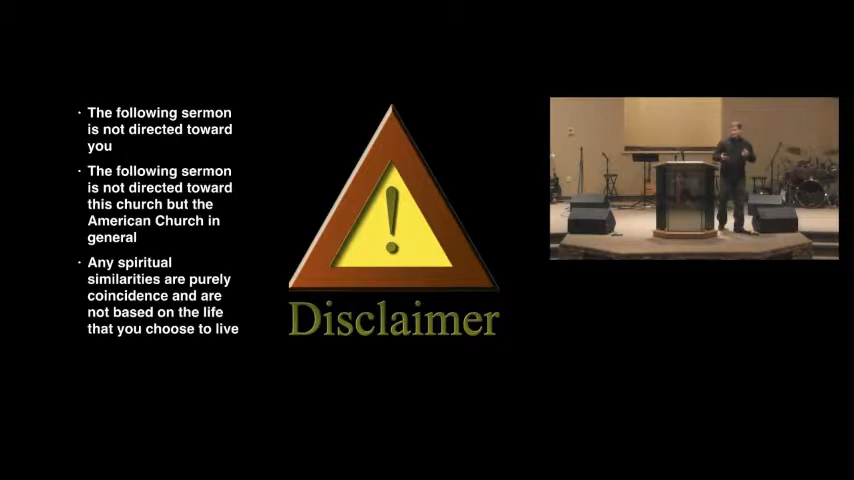 · The following sermon
is not directed toward
you
· The following sermon
is not directed toward
this church but the
American Church in
general
· Any spiritual
similarities are purely
coincidence and are
not based on the life
that you choose to live
!
Disclaimer